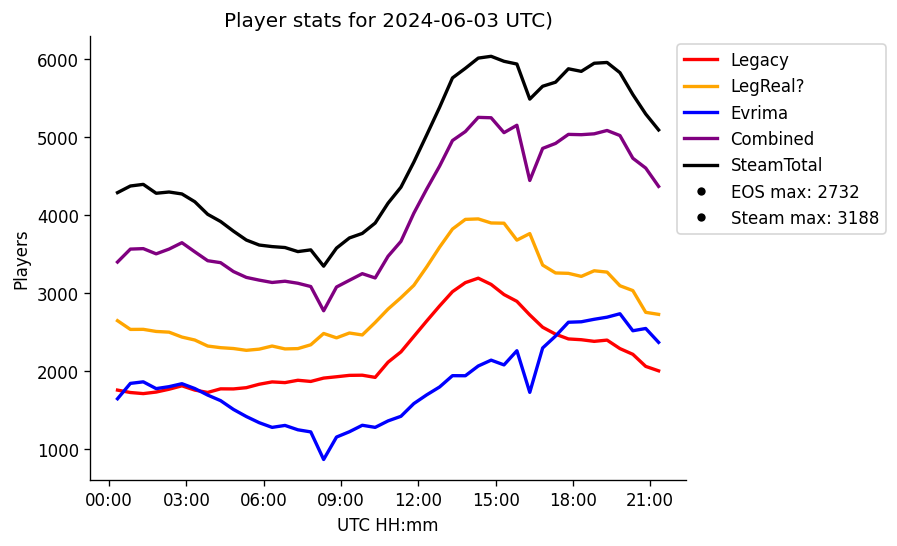 Player stats for 2024-06-03 UTC)
Legacy
LegReal?
Evrima
Combined
SteamTotal
EOS max: 2732
Steam max: 3188
Players
6000
5000
4000
3000
2000
1000
00:00 03:00 06:00 09:00 12:00 15:00 18:00 21:00
UTC HH:mm